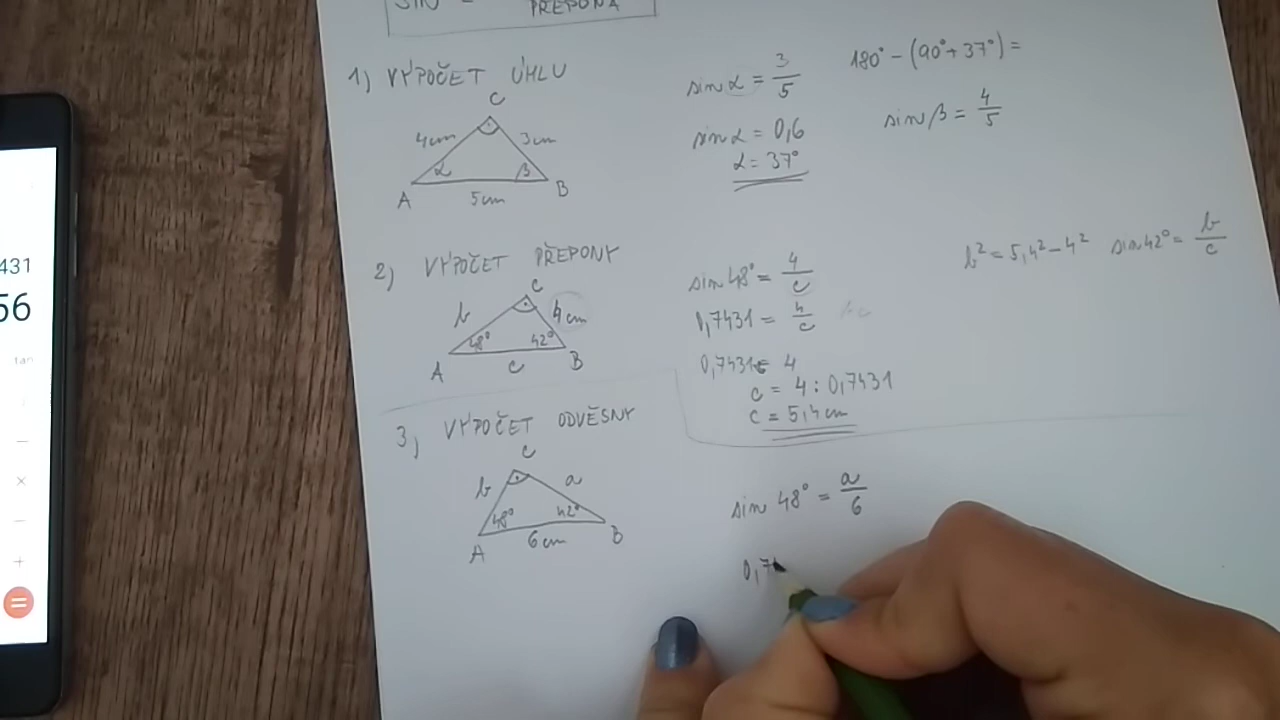 SIN
PŘEPONA
1) VÝPOČET ÚHLU
C
4cm 3cm
α β
A 5cm B
sin α = 3/5
sin α = 0,6
α = 37°
180° - (90° + 37°) =
sin β = 4/5
2) VÝPOČET PŘEPONY
C
b 4cm
48° 42°
A c B
sin 48° = 4/c
0,7431 = 4/c
0,7431c = 4
c = 4 : 0,7431
c = 5,4 cm
b² = 5,4² - 4² sin 42° = b/c
3, VÝPOČET ODVĚSNY
C
b a
48° 42°
A 6cm B
sin 48° = a/6
0,7
431
56
tan
−
×
−
+
=